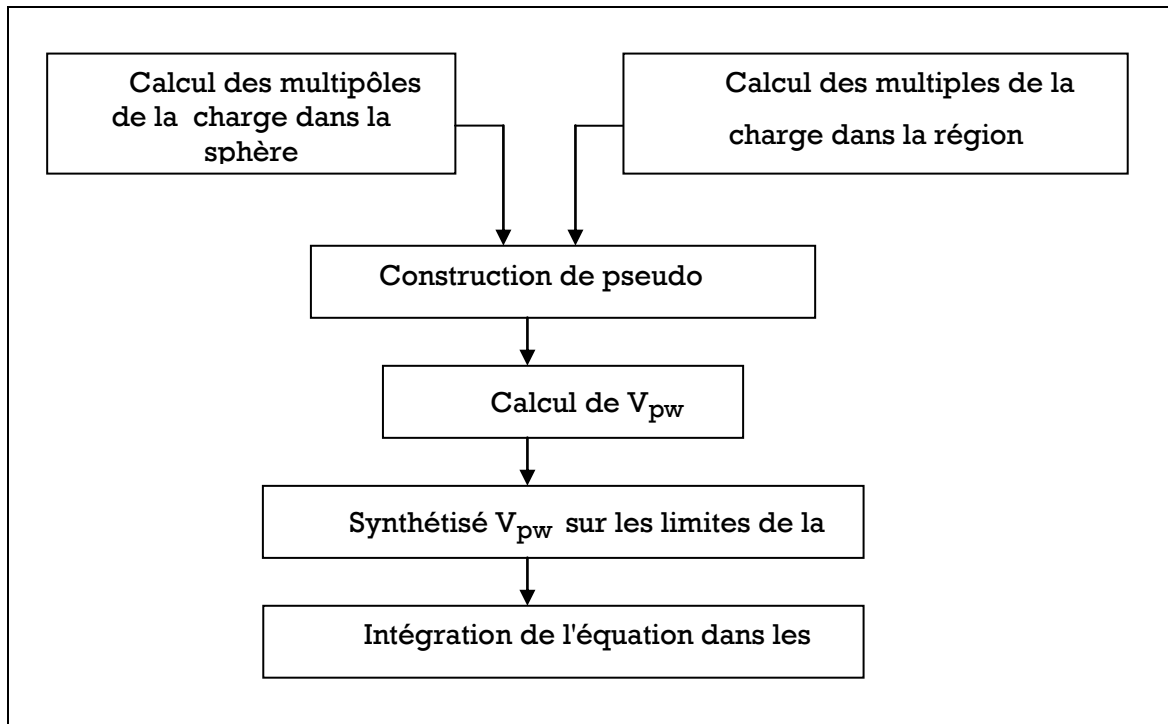 Calcul des multipôles
de la charge dans la
sphère
Calcul des multiples de la
charge dans la région
Construction de pseudo
Calcul de Vpw
Synthétisé Vpw sur les limites de la
Intégration de l'équation dans les